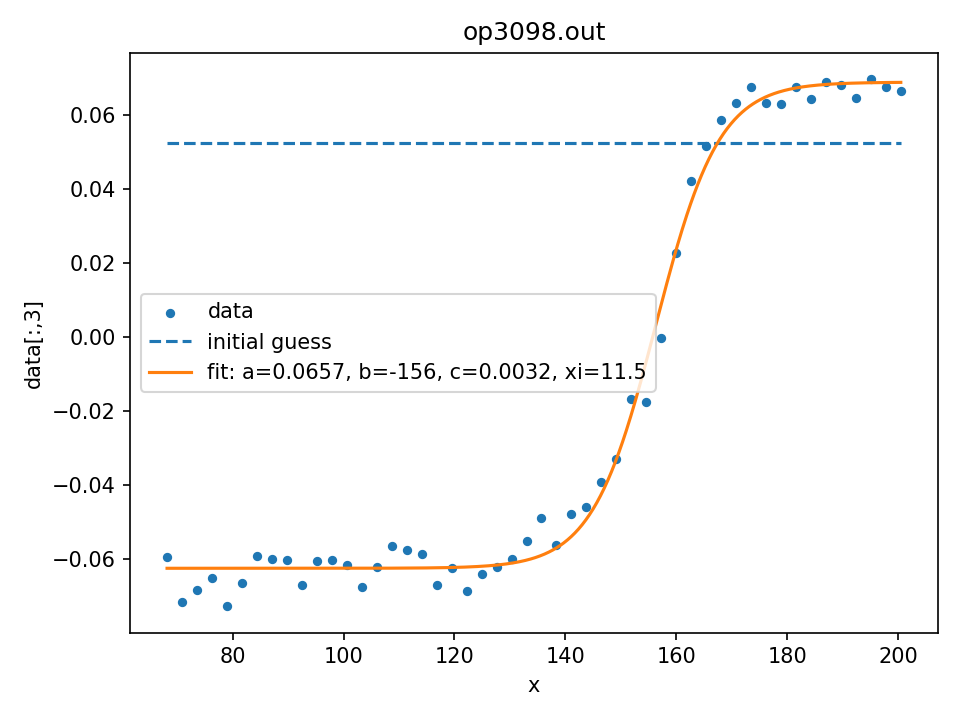 op3098.out
data[:,3]
0.06
0.04
0.02
0.00
−0.02
−0.04
−0.06
data
initial guess
fit: a=0.0657, b=-156, c=0.0032, xi=11.5
80 100 120 140 160 180 200
x